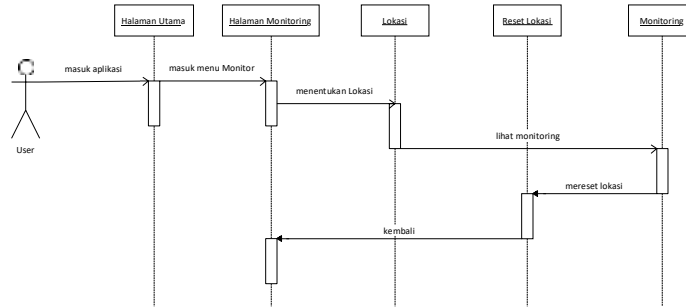 Halaman Utama
Halaman Monitoring
Lokasi
Reset Lokasi
Monitoring
masuk aplikasi
masuk menu Monitor
menentukan Lokasi
User
lihat monitoring
mereset lokasi
kembali